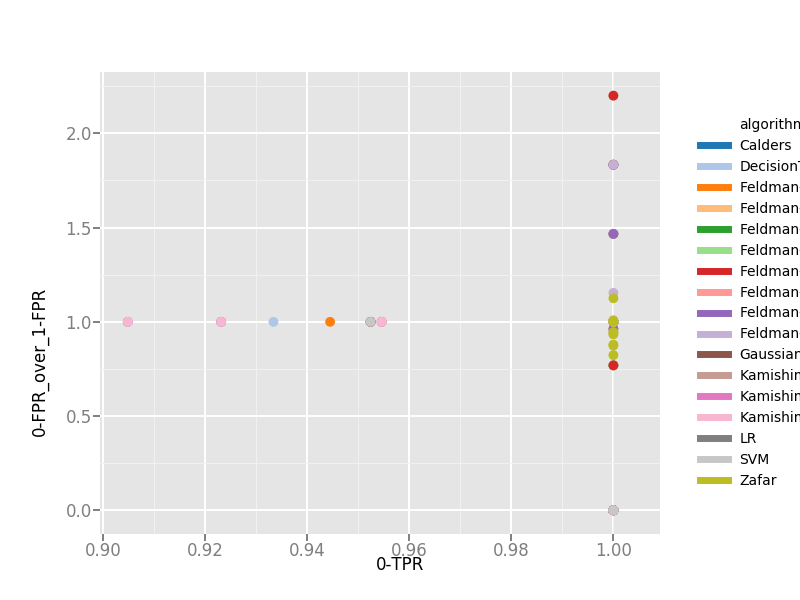 2.0
1.5
1.0
0.5
0.0
0.90
0.92
0.94
0.96
0.98
1.00
0-TPR
0-FPR_over_1-FPR
algorithm
Calders
Decision
Feldman-
Feldman-
Feldman-
Feldman-
Feldman-
Feldman-
Feldman-
Feldman-
Gaussian
Kamishim
Kamishim
Kamishim
LR
SVM
Zafar